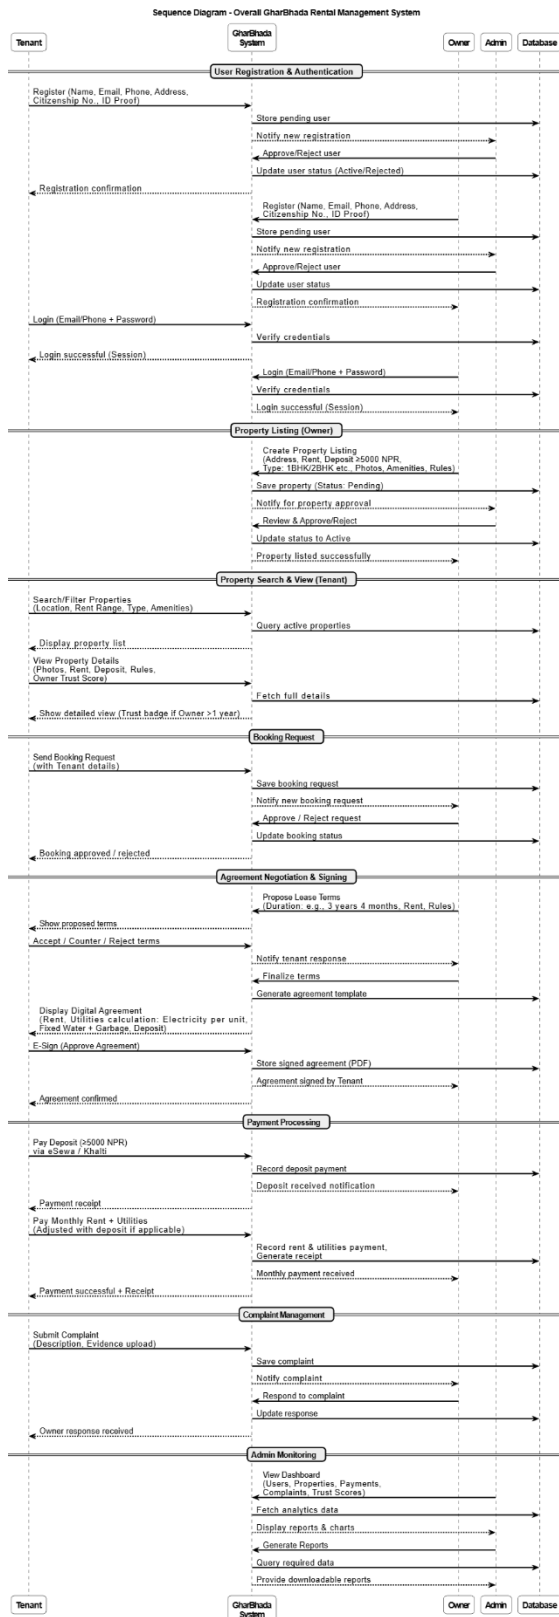 Sequence Diagram - Overall GharBhada Rental Management System
Tenant
GharBhada
System
Owner
Admin
Database
User Registration & Authentication
Register (Name, Email, Phone, Address,
Citizenship No., ID Proof)
Store pending user
Notify new registration
Approve/Reject user
Update user status (Active/Rejected)
Registration confirmation
Register (Name, Email, Phone, Address,
Citizenship No., ID Proof)
Store pending user
Notify new registration
Approve/Reject user
Update user status
Registration confirmation
Login (Email/Phone + Password)
Verify credentials
Login successful (Session)
Login (Email/Phone + Password)
Verify credentials
Login successful (Session)
Property Listing (Owner)
Create Property Listing
(Address, Rent, Deposit ≥5000 NPR,
Type: 1BHK/2BHK etc., Photos, Amenities, Rules)
Save property (Status: Pending)
Notify for property approval
Review & Approve/Reject
Update status to Active
Property listed successfully
Property Search & View (Tenant)
Search/Filter Properties
(Location, Rent Range, Type, Amenities)
Query active properties
Display property list
View Property Details
(Photos, Rent, Deposit, Rules,
Owner Trust Score)
Fetch full details
Show detailed view (Trust badge if Owner >1 year)
Booking Request
Send Booking Request
(with Tenant details)
Save booking request
Notify new booking request
Approve / Reject request
Update booking status
Booking approved / rejected
Agreement Negotiation & Signing
Propose Lease Terms
(Duration: e.g., 3 years 4 months, Rent, Rules)
Show proposed terms
Accept / Counter / Reject terms
Notify tenant response
Finalize terms
Generate agreement template
Display Digital Agreement
(Rent, Utilities calculation: Electricity per unit,
Fixed Water + Garbage, Deposit)
E-Sign (Approve Agreement)
Store signed agreement (PDF)
Agreement signed by Tenant
Agreement confirmed
Payment Processing
Pay Deposit (≥5000 NPR)
via eSewa / Khalti
Record deposit payment
Deposit received notification
Payment receipt
Pay Monthly Rent + Utilities
(Adjusted with deposit if applicable)
Record rent & utilities payment,
Generate receipt
Monthly payment received
Payment successful + Receipt
Complaint Management
Submit Complaint
(Description, Evidence upload)
Save complaint
Notify complaint
Respond to complaint
Update response
Owner response received
Admin Monitoring
View Dashboard
(Users, Properties, Payments,
Complaints, Trust Scores)
Fetch analytics data
Display reports & charts
Generate Reports
Query required data
Provide downloadable reports
Tenant
GharBhada
System
Owner
Admin
Database